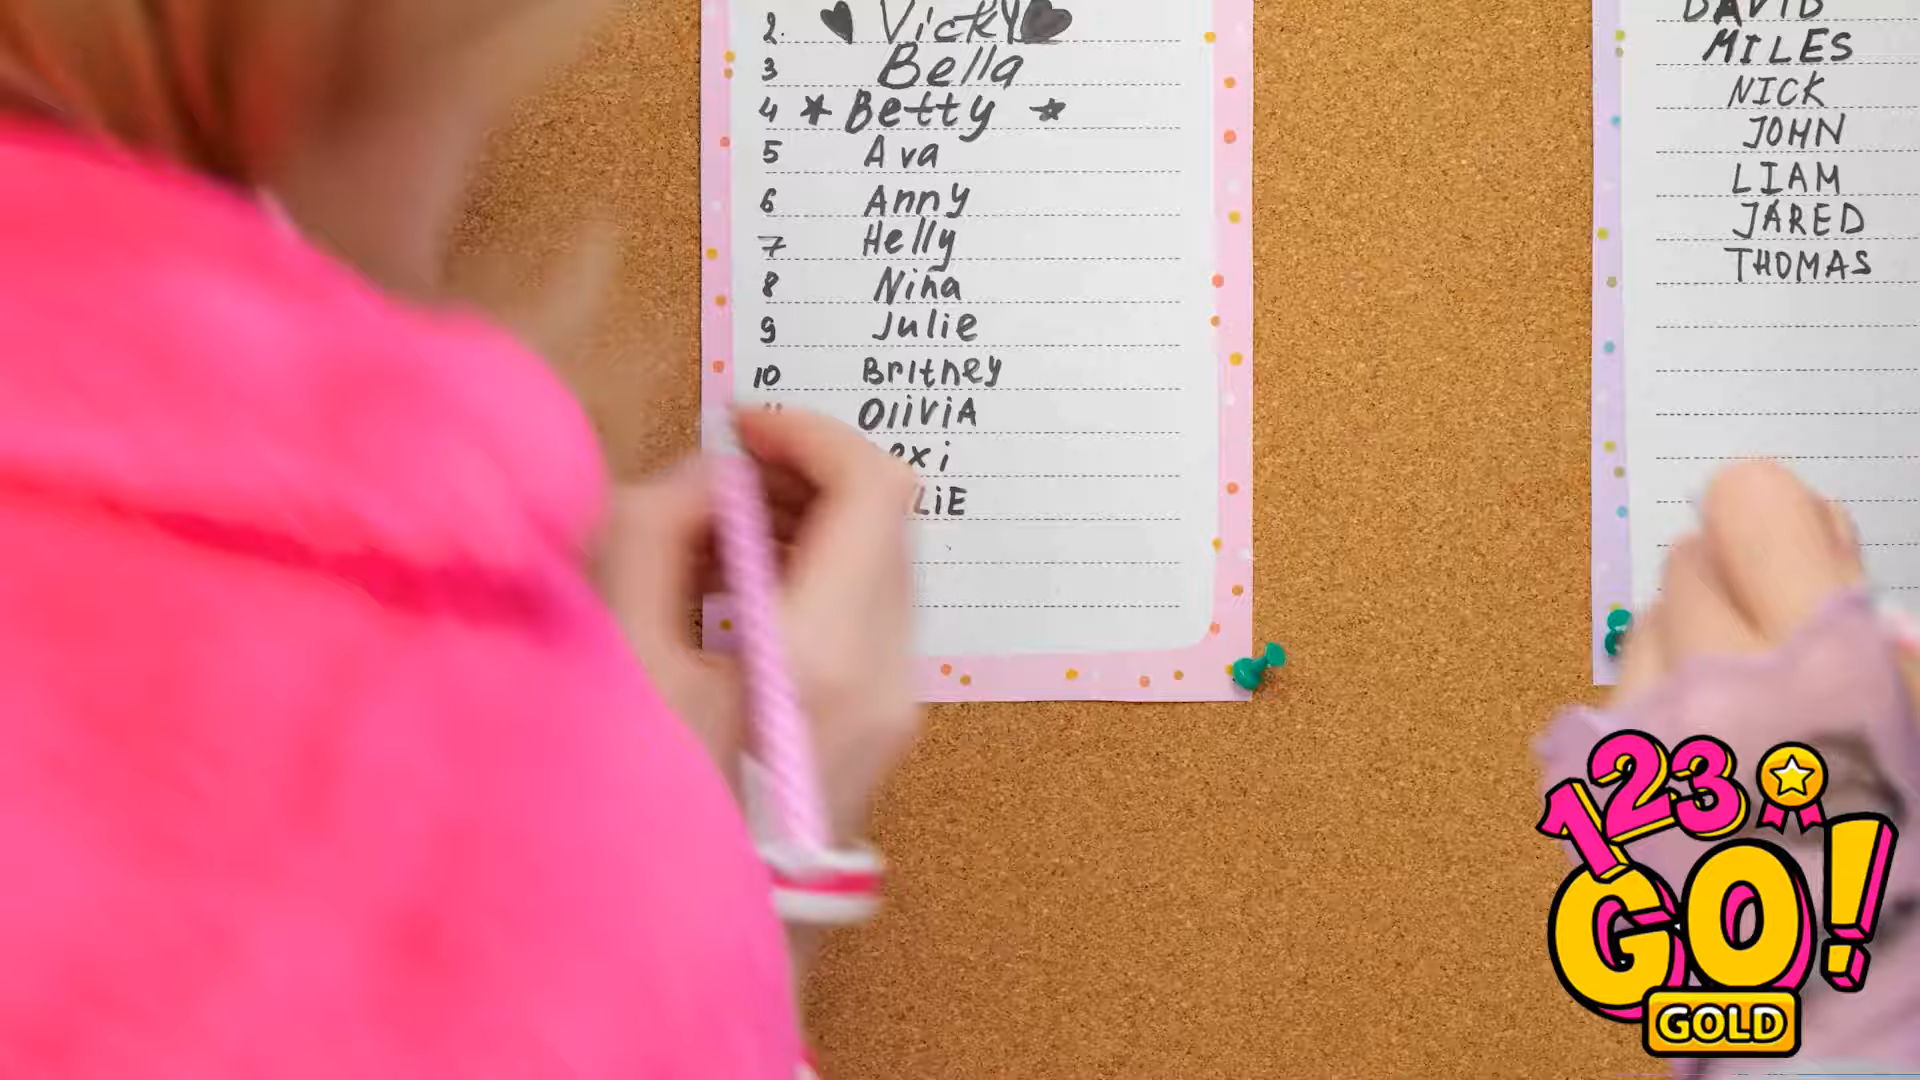 2. Vicky
3 Bella
4 Betty
5 Ava
6 Anny
7 Helly
8 Nina
9 Julie
10 Britney
OliviA
DAVID
MILES
NICK
JOHN
LIAM
JARED
THOMAS
123
GO!
GOLD